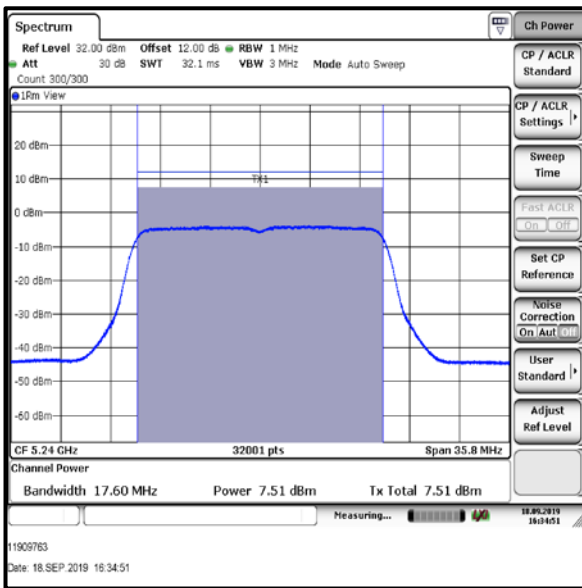 Spectrum
Ref Level 32.00 dBm Offset 12.00 dB RBW 1 MHz
Att 30 dB SWT 32.1 ms VBW 3 MHz Mode Auto Sweep
Count 300/300
1Rm View
20 dBm
10 dBm
TX1
0 dBm
-10 dBm
-20 dBm
-30 dBm
-40 dBm
-50 dBm
-60 dBm
CF 5.24 GHz 32001 pts Span 35.8 MHz
Channel Power
Bandwidth 17.60 MHz Power 7.51 dBm Tx Total 7.51 dBm
Measuring... 18.09.2019
16:34:51
Ch Power
CP / ACLR
Standard
CP / ACLR
Settings
Sweep
Time
Fast ACLR
On Off
Set CP
Reference
Noise
Correction
On Aut Off
User
Standard
Adjust
Ref Level
11909763
Date: 18.SEP.2019 16:34:51